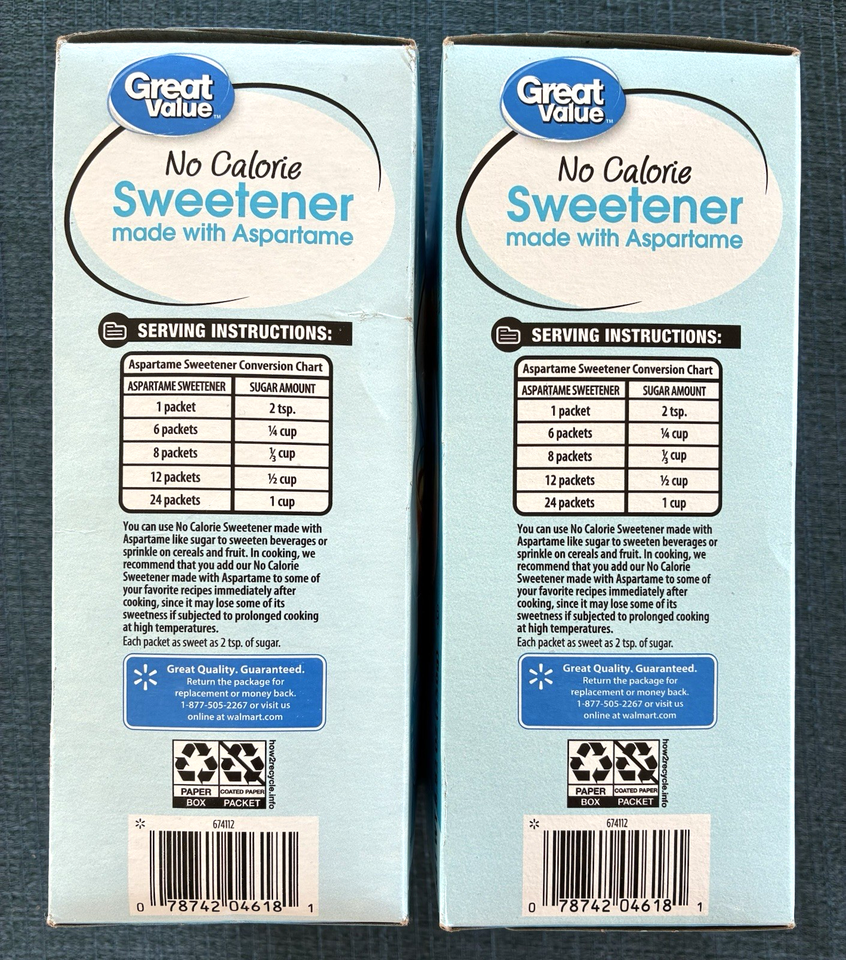 Great
Value™
No Calorie
Sweetener
made with Aspartame
SERVING INSTRUCTIONS:
Aspartame Sweetener Conversion Chart
ASPARTAME SWEETENER SUGAR AMOUNT
1 packet 2 tsp.
6 packets ¼ cup
8 packets ⅓ cup
12 packets ½ cup
24 packets 1 cup
You can use No Calorie Sweetener made with
Aspartame like sugar to sweeten beverages or
sprinkle on cereals and fruit. In cooking, we
recommend that you add our No Calorie
Sweetener made with Aspartame to some of
your favorite recipes immediately after
cooking, since it may lose some of its
sweetness if subjected to prolonged cooking
at high temperatures.
Each packet as sweet as 2 tsp. of sugar.
Great Quality. Guaranteed.
Return the package for
replacement or money back.
1-877-505-2267 or visit us
online at walmart.com
PAPER COATED PAPER
BOX PACKET
how2recycle.info
674112
0 78742 04618 1
Great
Value™
No Calorie
Sweetener
made with Aspartame
SERVING INSTRUCTIONS:
Aspartame Sweetener Conversion Chart
ASPARTAME SWEETENER SUGAR AMOUNT
1 packet 2 tsp.
6 packets ¼ cup
8 packets ⅓ cup
12 packets ½ cup
24 packets 1 cup
You can use No Calorie Sweetener made with
Aspartame like sugar to sweeten beverages or
sprinkle on cereals and fruit. In cooking, we
recommend that you add our No Calorie
Sweetener made with Aspartame to some of
your favorite recipes immediately after
cooking, since it may lose some of its
sweetness if subjected to prolonged cooking
at high temperatures.
Each packet as sweet as 2 tsp. of sugar.
Great Quality. Guaranteed.
Return the package for
replacement or money back.
1-877-505-2267 or visit us
online at walmart.com
PAPER COATED PAPER
BOX PACKET
how2recycle.info
674112
0 78742 04618 1